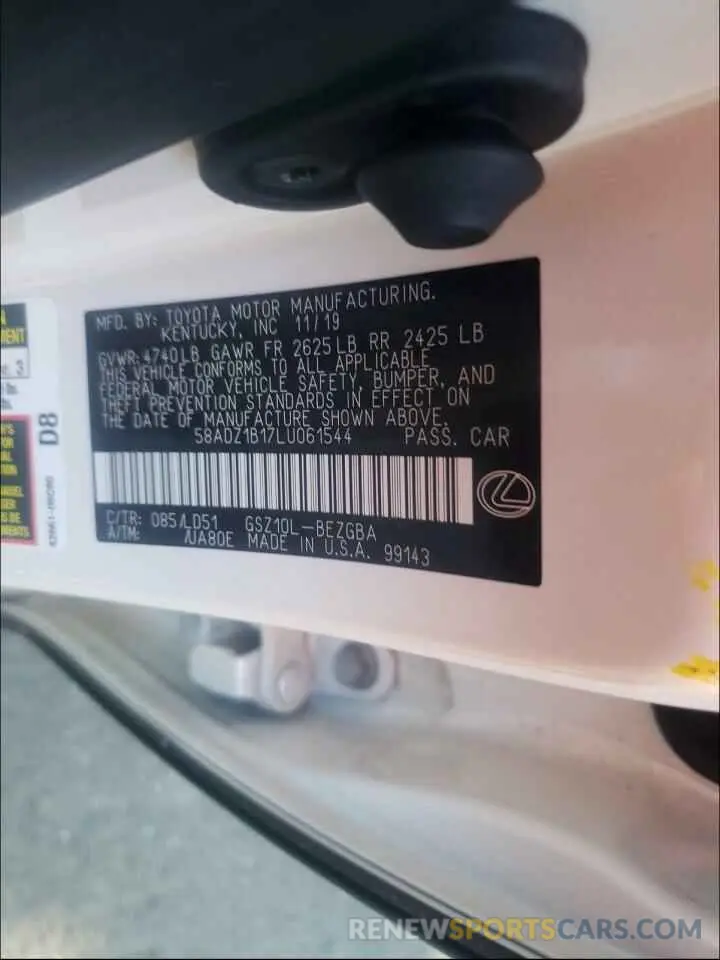 MFD. BY: TOYOTA MOTOR MANUFACTURING.
KENTUCKY, INC 11/19
GVWR: 4740LB GAWR FR 2625LB RR 2425 LB
THIS VEHICLE CONFORMS TO ALL APPLICABLE
FEDERAL MOTOR VEHICLE SAFETY, BUMPER, AND
THEFT PREVENTION STANDARDS IN EFFECT ON
THE DATE OF MANUFACTURE SHOWN ABOVE.
58ADZ1B17LU061544 PASS. CAR
C/TR: 085/LD51 GSZ10L-BEZGBA
A/TM: /UA80E MADE IN U.S.A. 99143
D8
RENEWSPORTSCARS.COM